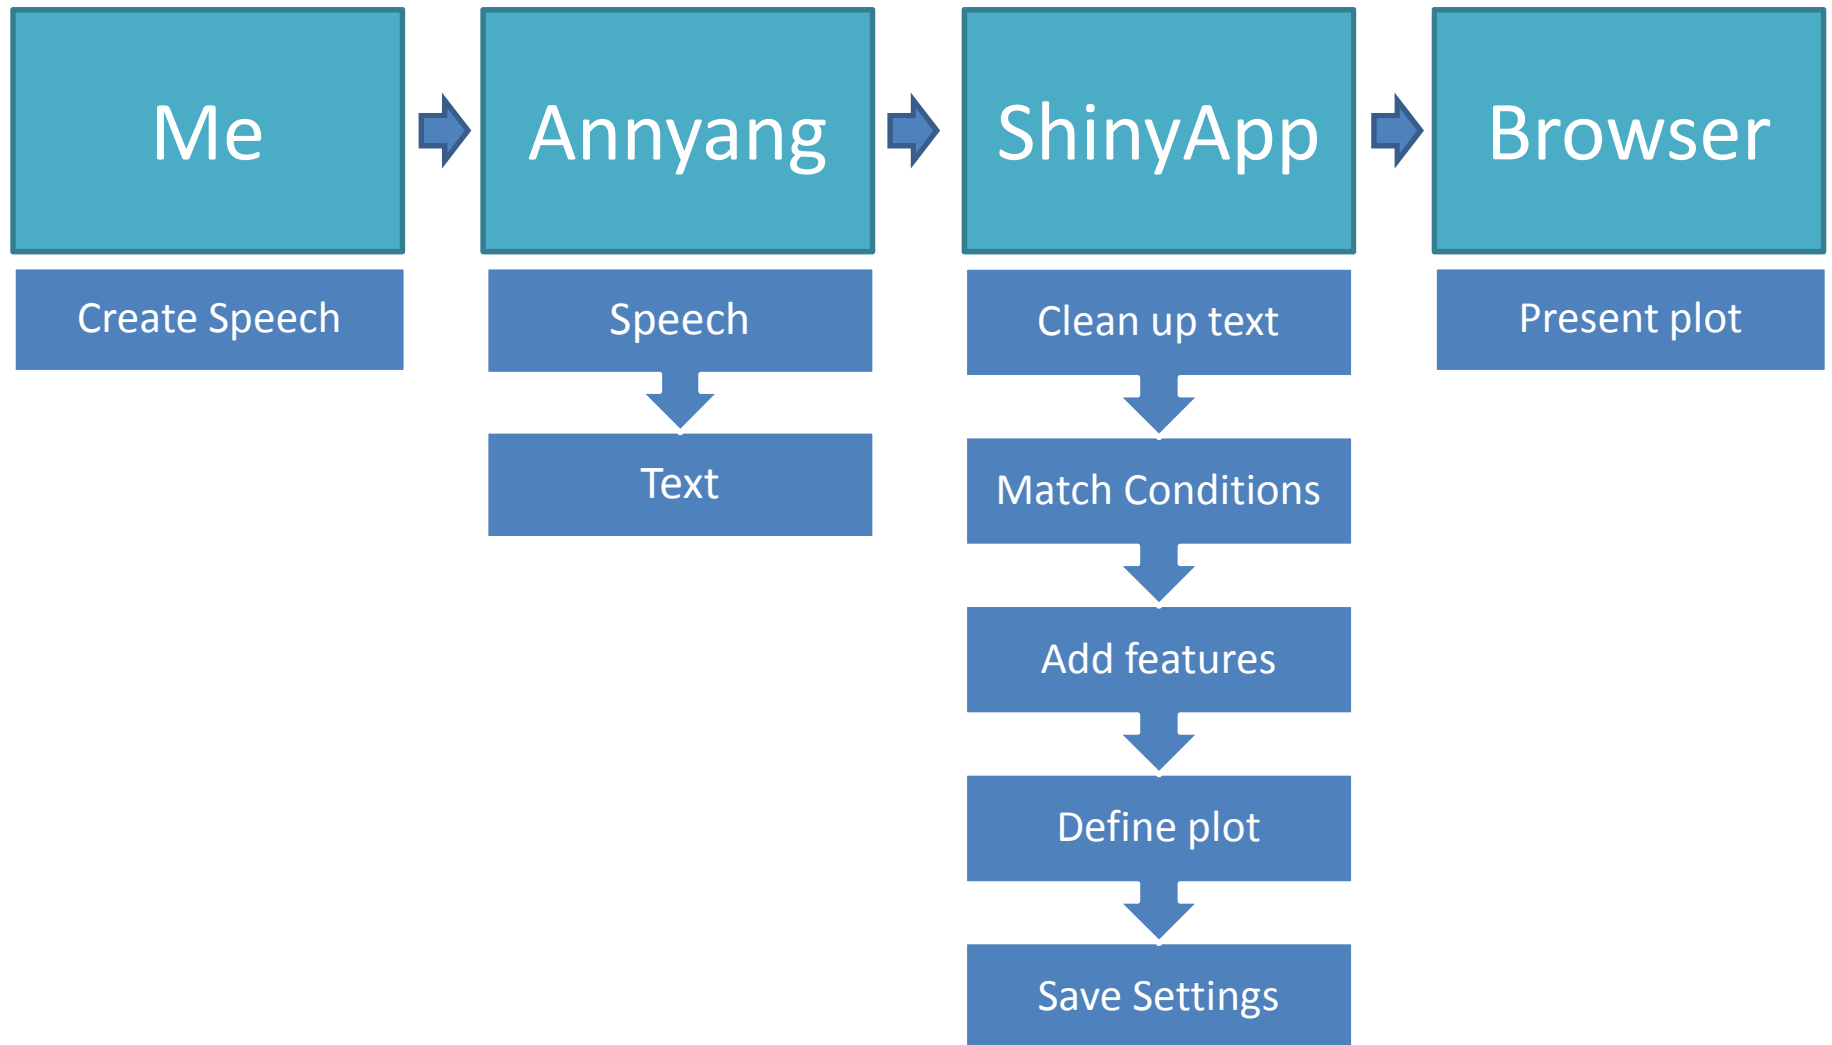 Me
Annyang
ShinyApp
Browser
Create Speech
Speech
Text
Clean up text
Match Conditions
Add features
Define plot
Save Settings
Present plot